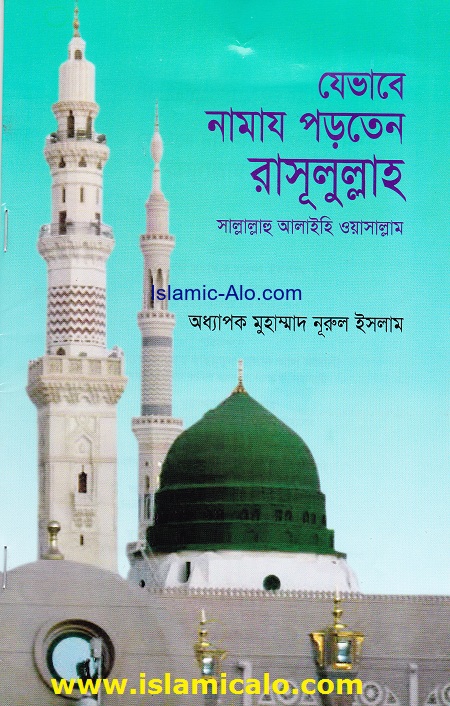 যেভাবে
নামায পড়তেন
রাসূলুল্লাহ
সাল্লাল্লাহু আলাইহি ওয়াসাল্লাম
Islamic-Alo.com
অধ্যাপক মুহাম্মাদ নূরুল ইসলাম
www.islamicalo.com